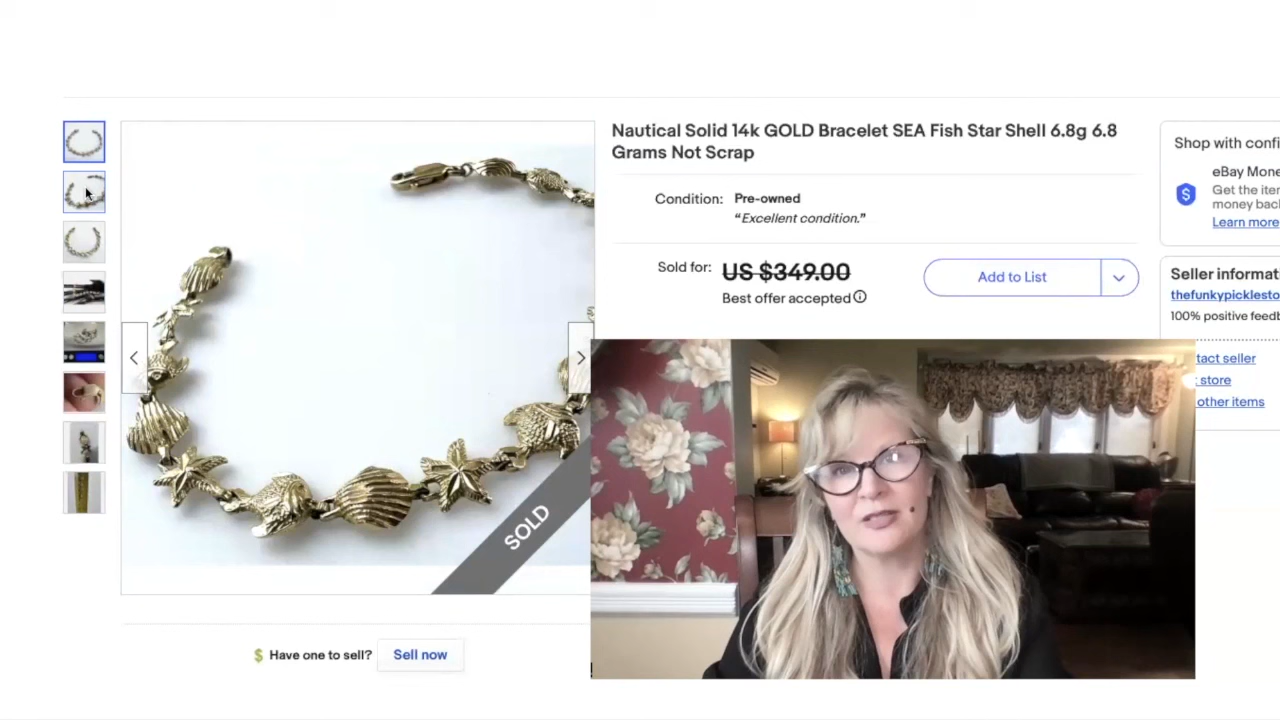 Nautical Solid 14k GOLD Bracelet SEA Fish Star Shell 6.8g 6.8
Grams Not Scrap
Shop with confi
Condition:
Pre-owned
“Excellent condition.”
eBay Mone
Get the iter
money bac
Learn more
Sold for:
US $349.00
Best offer accepted
Add to List
Seller informat
thefunkypicklesto
100% positive feedb
tact seller
store
other items
SOLD
Have one to sell?
Sell now